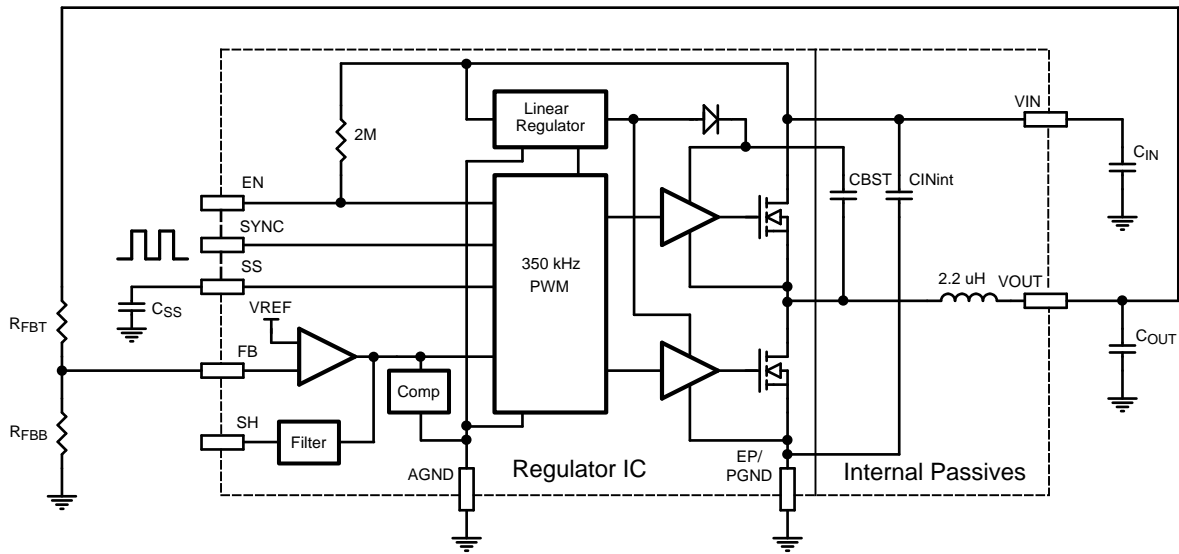 VIN
Linear
Regulator
2M
CIN
CBST
CINint
EN
SYNC
SS
350 kHz
PWM
2.2 uH
VOUT
CSS
VREF
RFBT
FB
COUT
Comp
RFBB
SH
Filter
AGND
Regulator IC
EP/
PGND
Internal Passives